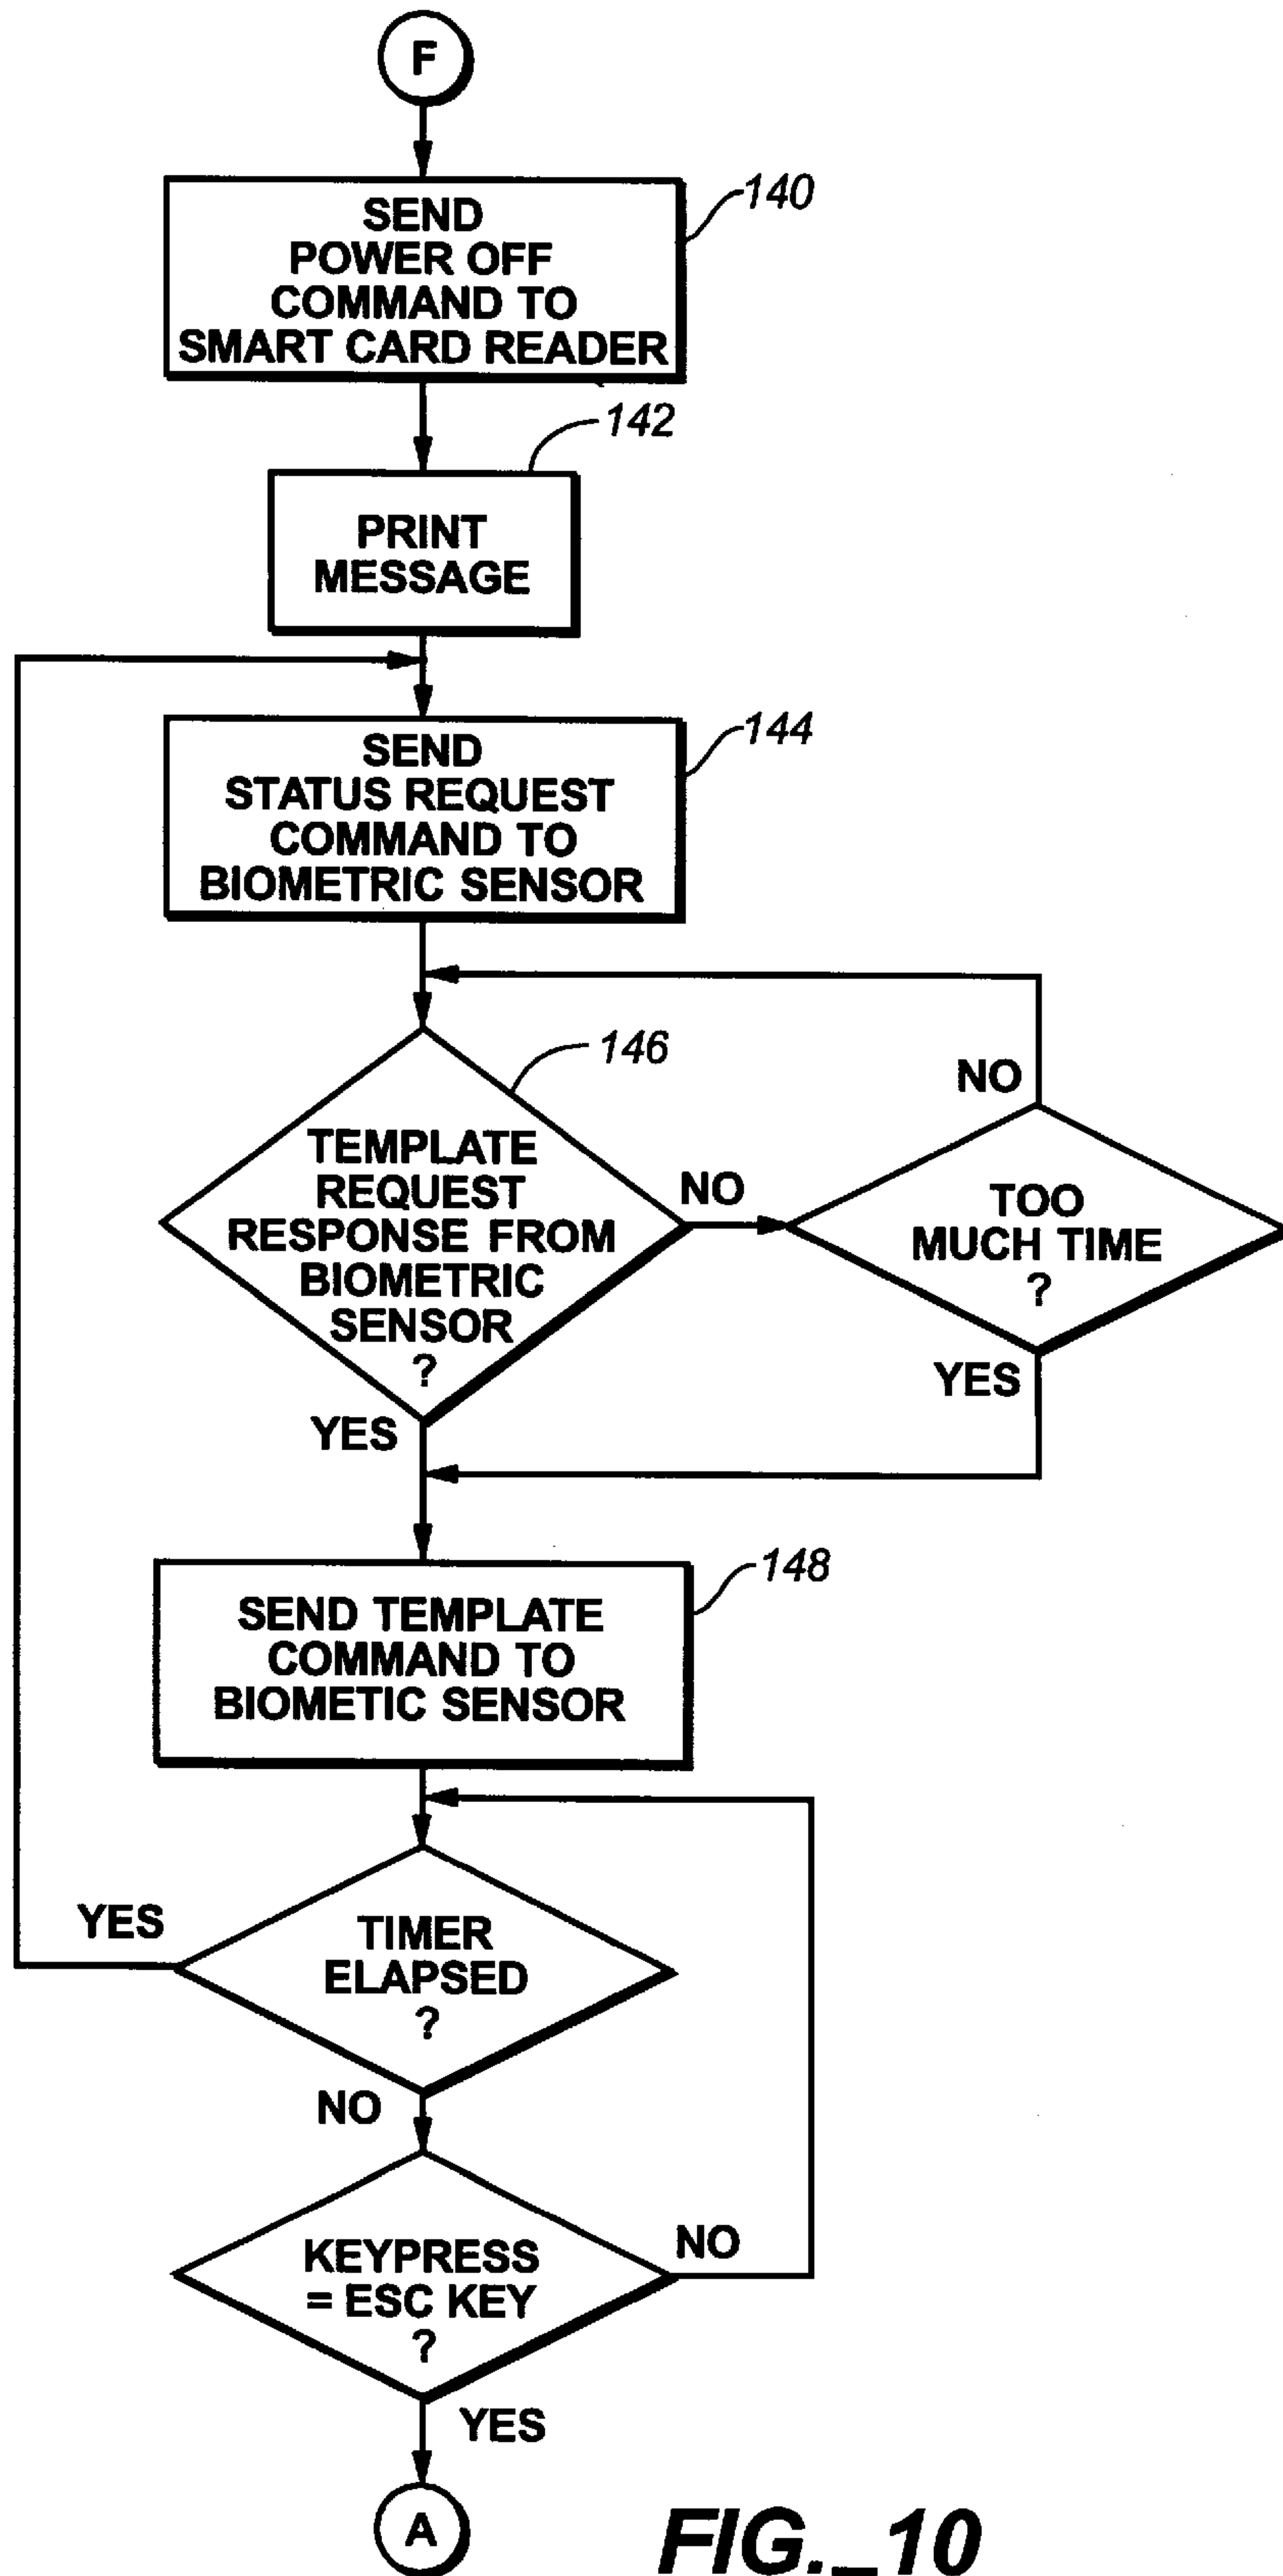 F
SEND
POWER OFF
COMMAND TO
SMART CARD READER
140
142
PRINT
MESSAGE
144
SEND
STATUS REQUEST
COMMAND TO
BIOMETRIC SENSOR
146
TEMPLATE
REQUEST
RESPONSE FROM
BIOMETRIC
SENSOR
?
NO
NO
TOO
MUCH TIME
?
YES
YES
148
SEND TEMPLATE
COMMAND TO
BIOMETIC SENSOR
YES
TIMER
ELAPSED
?
NO
KEYPRESS
= ESC KEY
?
NO
YES
A
FIG._10